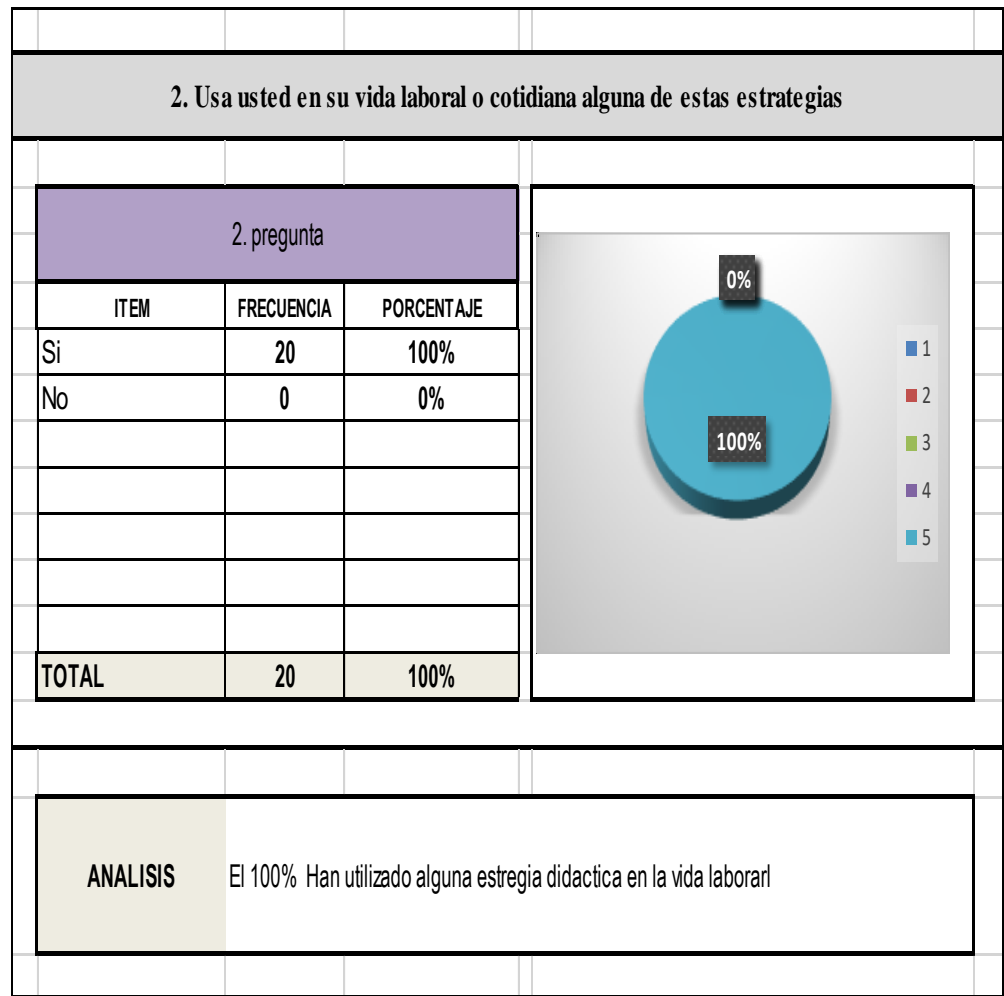 2. Usa usted en su vida laboral o cotidiana alguna de estas estrategias
2. pregunta
ITEM FRECUENCIA PORCENTAJE
Si 20 100%
No 0 0%
TOTAL 20 100%
0%
100%
1
2
3
4
5
ANALISIS El 100% Han utilizado alguna estregia didactica en la vida laborarl